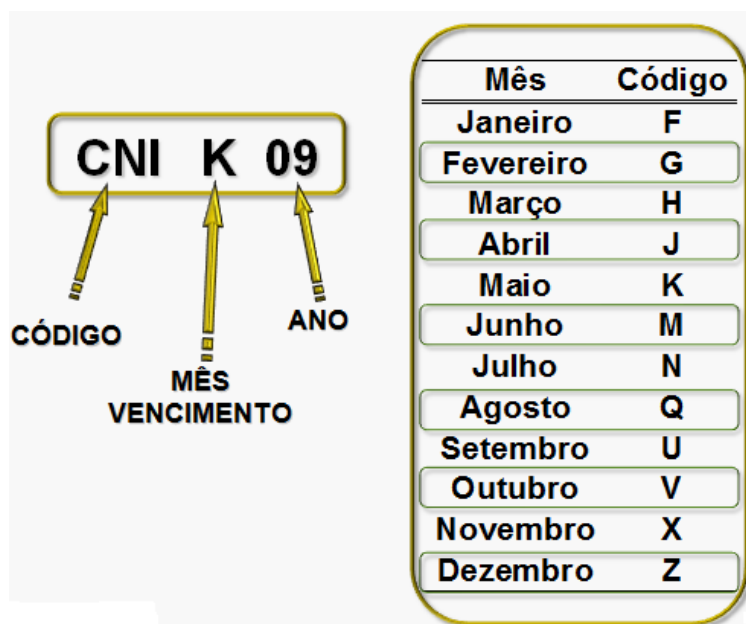 CNI K 09
CÓDIGO
MÊS
VENCIMENTO
ANO
Mês Código
Janeiro F
Fevereiro G
Março H
Abril J
Maio K
Junho M
Julho N
Agosto Q
Setembro U
Outubro V
Novembro X
Dezembro Z